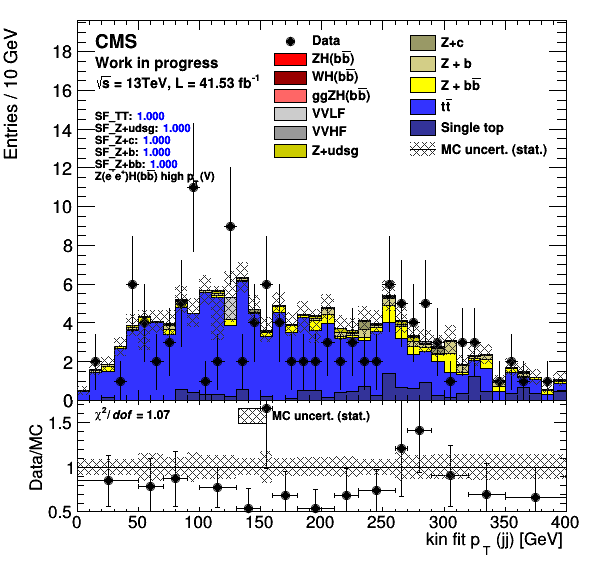 Entries / 10 GeV
18
16
14
12
10
8
6
4
2
0
CMS
Work in progress
√s = 13TeV, L = 41.53 fb⁻¹
SF_TT: 1.000
SF_Z+udsg: 1.000
SF_Z+c: 1.000
SF_Z+b: 1.000
SF_Z+bb: 1.000
Z(e⁺e⁻)H(bb̅) high p_T (V)
Data
ZH(bb̅)
WH(bb̅)
ggZH(bb̅)
VVLF
VVHF
Z+udsg
Z+c
Z + b
Z + bb̅
tt̅
Single top
MC uncert. (stat.)
Data/MC
1.5
1
0.5
χ²/dof = 1.07
MC uncert. (stat.)
0 50 100 150 200 250 300 350 400
kin fit p_T (jj) [GeV]